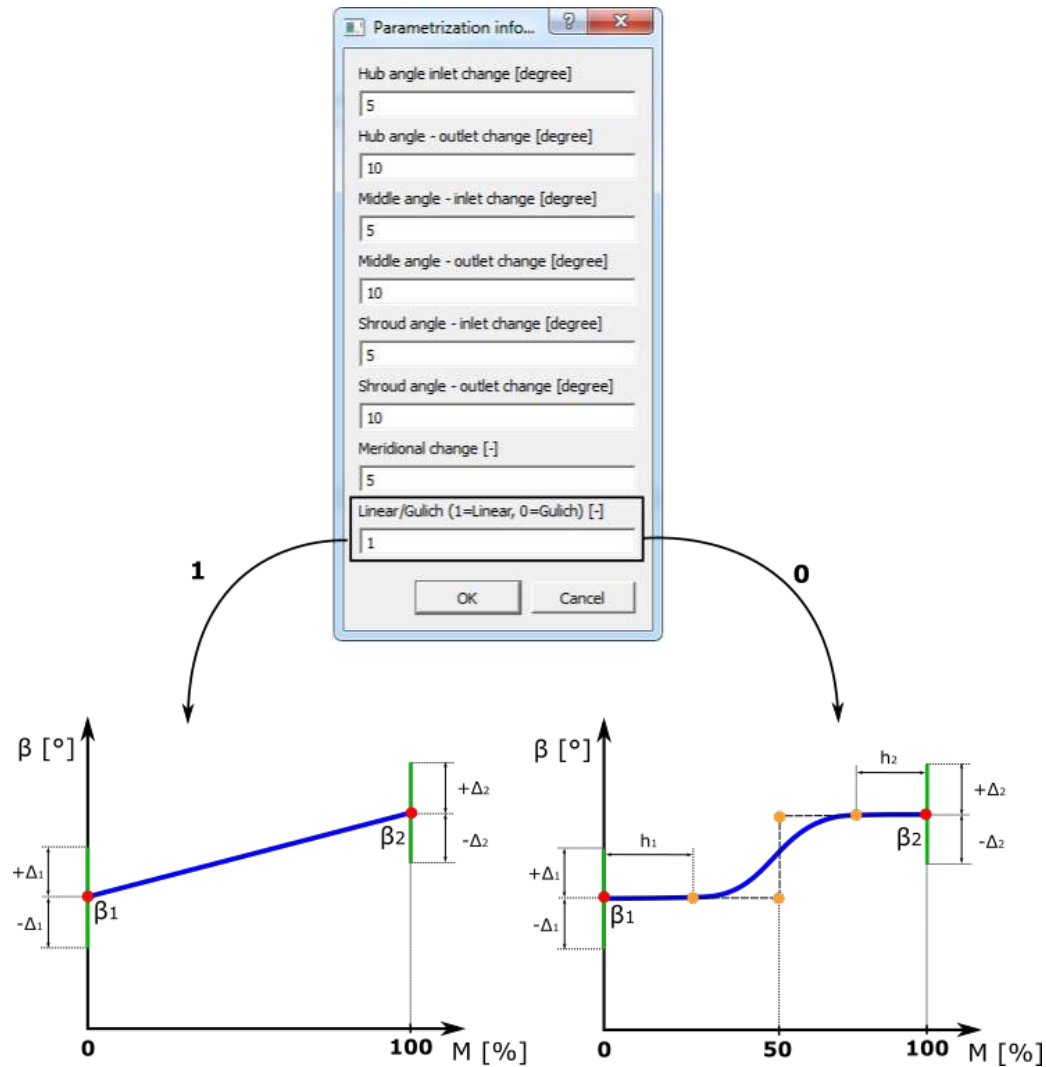 Parametrization info...
?
X
Hub angle inlet change [degree]
5
Hub angle - outlet change [degree]
10
Middle angle - inlet change [degree]
5
Middle angle - outlet change [degree]
10
Shroud angle - inlet change [degree]
5
Shroud angle - outlet change [degree]
10
Meridional change [-]
5
Linear/Gulich (1=Linear, 0=Gulich) [-]
1
OK Cancel
1
0
β [°]
+Δ₂
-Δ₂
β2
+Δ₁
-Δ₁
β1
0 100 M [%]
β [°]
h₂
+Δ₂
-Δ₂
β2
h₁
+Δ₁
-Δ₁
β1
0 50 100 M [%]